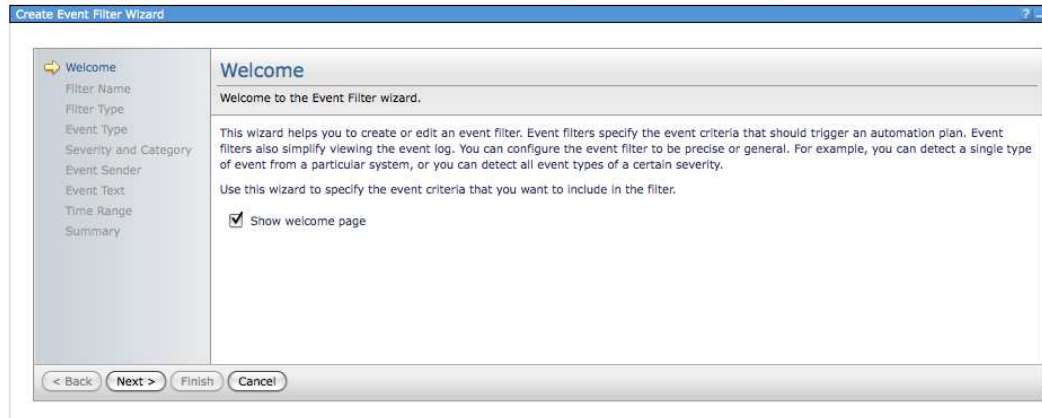 Create Event Filter Wizard
?
Welcome
Filter Name
Filter Type
Event Type
Severity and Category
Event Sender
Event Text
Time Range
Summary
Welcome
Welcome to the Event Filter wizard.
This wizard helps you to create or edit an event filter. Event filters specify the event criteria that should trigger an automation plan. Event
filters also simplify viewing the event log. You can configure the event filter to be precise or general. For example, you can detect a single type
of event from a particular system, or you can detect all event types of a certain severity.
Use this wizard to specify the event criteria that you want to include in the filter.
Show welcome page
< Back Next > Finish Cancel